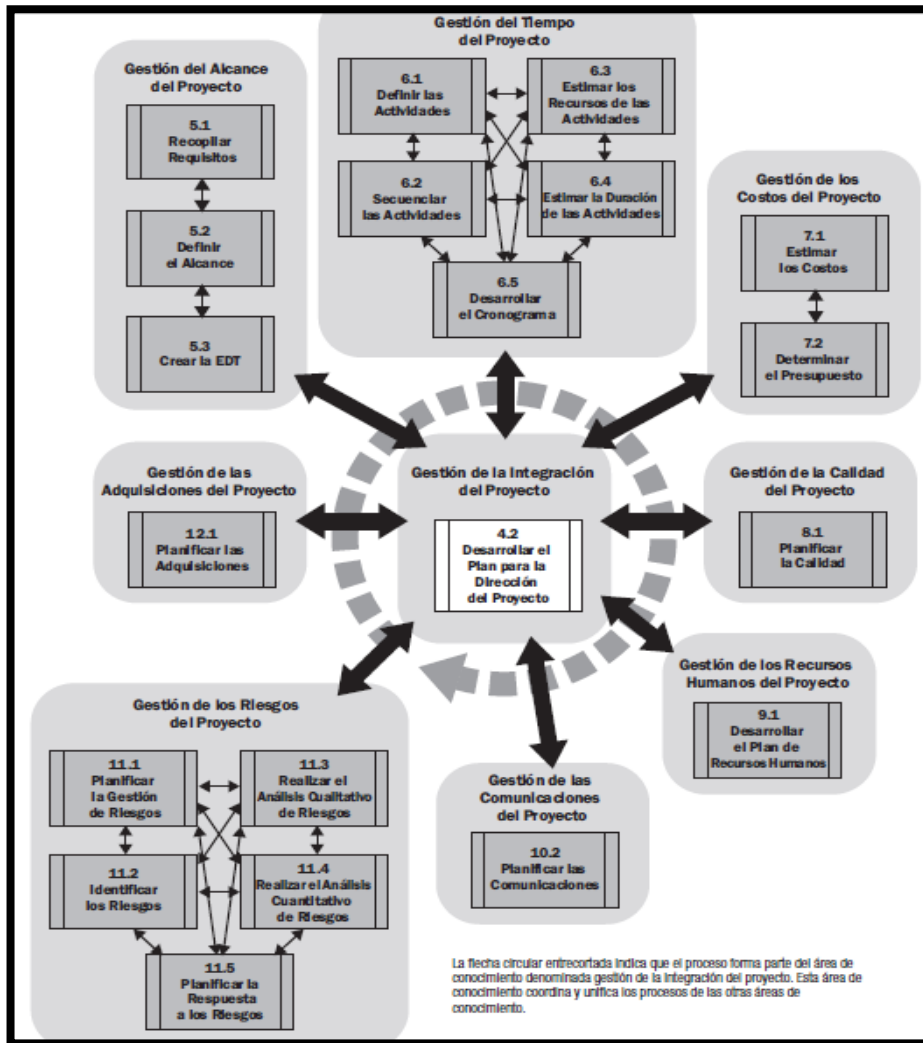 Gestión del Tiempo
del Proyecto
6.1
Definir las
Actividades
6.3
Estimar los
Recursos de las
Actividades
6.2
Secuenciar
las Actividades
6.4
Estimar la Duración
de las Actividades
6.5
Desarrollar
el Cronograma
Gestión del Alcance
del Proyecto
5.1
Recopilar
Requisitos
5.2
Definir
el Alcance
5.3
Crear la EDT
Gestión de los
Costos del Proyecto
7.1
Estimar
los Costos
7.2
Determinar
el Presupuesto
Gestión de las
Adquisiciones del Proyecto
12.1
Planificar las
Adquisiciones
Gestión de la Integración
del Proyecto
4.2
Desarrollar el
Plan para la
Dirección
del Proyecto
Gestión de la Calidad
del Proyecto
8.1
Planificar
la Calidad
Gestión de los Recursos
Humanos del Proyecto
9.1
Desarrollar
el Plan de
Recursos Humanos
Gestión de los Riesgos
del Proyecto
11.1
Planificar
la Gestión
de Riesgos
11.3
Realizar el
Análisis Cualitativo
de Riesgos
11.2
Identificar
los Riesgos
11.4
Realizar el Análisis
Cuantitativo
de Riesgos
11.5
Planificar la
Respuesta
a los Riesgos
Gestión de las
Comunicaciones
del Proyecto
10.2
Planificar las
Comunicaciones
La flecha circular entrecortada indica que el proceso forma parte del área de
conocimiento denominada gestión de la integración del proyecto. Esta área de
conocimiento coordina y unifica los procesos de las otras áreas de
conocimiento.